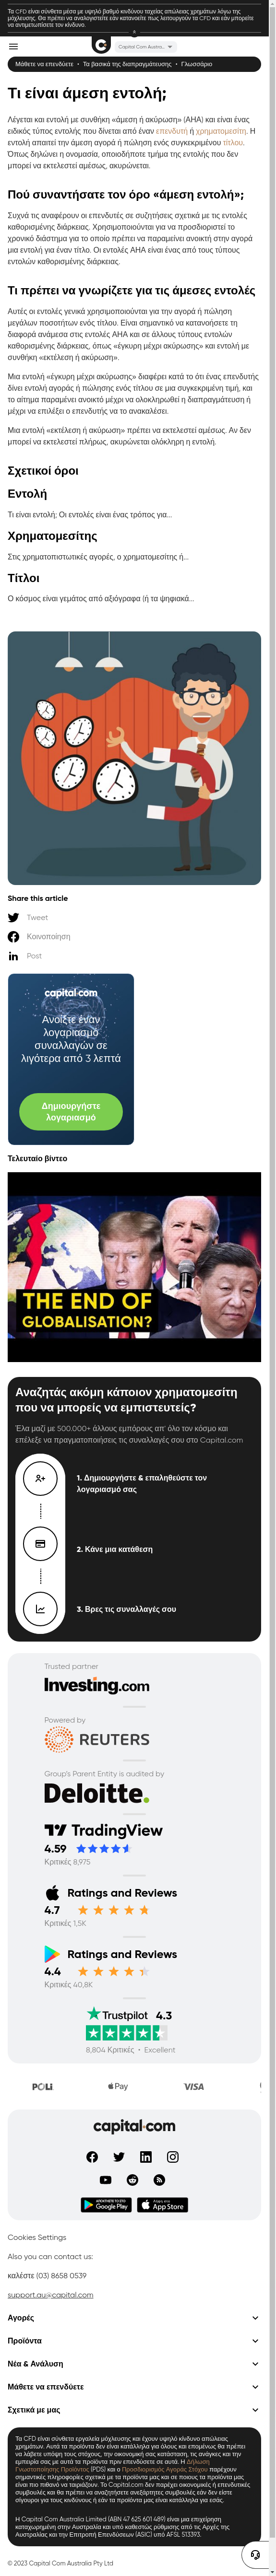 Τα CFD είναι σύνθετα μέσα με υψηλό βαθμό κινδύνου ταχείας απώλειας χρημάτων λόγω της
μόχλευσης. Θα πρέπει να αναλογιστείτε εάν κατανοείτε πως λειτουργούν τα CFD και εάν μπορείτε
να αντιμετωπίσετε τον κίνδυνο.
Capital Com Austra...
Μάθετε να επενδύετε • Τα βασικά της διαπραγμάτευσης • Γλωσσάριο
Τι είναι άμεση εντολή;
Λέγεται και εντολή με συνθήκη «άμεση ή ακύρωση» (ΑΗΑ) και είναι ένας
ειδικός τύπος εντολής που δίνεται από έναν επενδυτή ή χρηματομεσίτη. Η
εντολή απαιτεί την άμεση αγορά ή πώληση ενός συγκεκριμένου τίτλου.
Όπως δηλώνει η ονομασία, οποιοδήποτε τμήμα της εντολής που δεν
μπορεί να εκτελεστεί αμέσως, ακυρώνεται.
Πού συναντήσατε τον όρο «άμεση εντολή»;
Συχνά τις αναφέρουν οι επενδυτές σε συζητήσεις σχετικά με τις εντολές
καθορισμένης διάρκειας. Χρησιμοποιούνται για να προσδιοριστεί το
χρονικό διάστημα για το οποίο πρέπει να παραμείνει ανοικτή στην αγορά
μια εντολή για έναν τίτλο. Οι εντολές ΑΗΑ είναι ένας από τους τύπους
εντολών καθορισμένης διάρκειας.
Τι πρέπει να γνωρίζετε για τις άμεσες εντολές
Αυτές οι εντολές γενικά χρησιμοποιούνται για την αγορά ή πώληση
μεγάλων ποσοτήτων ενός τίτλου. Είναι σημαντικό να κατανοήσετε τη
διαφορά ανάμεσα σε εντολές ΑΗΑ και σε άλλους τύπους εντολών
καθορισμένης διάρκειας, όπως «έγκυρη μέχρι ακύρωσης» και εντολή με
συνθήκη «εκτέλεση ή ακύρωση».
Μια εντολή «έγκυρη μέχρι ακύρωσης» διαφέρει κατά το ότι ένας επενδυτής
δίνει εντολή αγοράς ή πώλησης ενός τίτλου σε μια συγκεκριμένη τιμή, και
το αίτημα παραμένει ανοικτό μέχρι να ολοκληρωθεί η διαπραγμάτευση ή
μέχρι να επιλέξει ο επενδυτής να το ανακαλέσει.
Μια εντολή «εκτέλεση ή ακύρωση» πρέπει να εκτελεστεί αμέσως. Αν δεν
μπορεί να εκτελεστεί πλήρως, ακυρώνεται ολόκληρη η εντολή.
Σχετικοί όροι
Εντολή
Τι είναι εντολή; Οι εντολές είναι ένας τρόπος για...
Χρηματομεσίτης
Στις χρηματοπιστωτικές αγορές, ο χρηματομεσίτης ή...
Τίτλοι
Ο κόσμος είναι γεμάτος από αξιόγραφα (ή τα ψηφιακά...
Share this article
Tweet
Κοινοποίηση
Post
capital.com
Ανοίξτε έναν
λογαριασμό
συναλλαγών σε
λιγότερο από 3 λεπτά
Δημιουργήστε
λογαριασμό
Τελευταίο βίντεο
THE END OF
GLOBALISATION?
Αναζητάς ακόμη κάποιον χρηματομεσίτη
που να μπορείς να εμπιστευτείς?
Έλα μαζί με 500.000+ άλλους εμπόρους απ' όλο τον κόσμο και
επέλεξε να πραγματοποιήσεις τις συναλλαγές σου στο Capital.com
1. Δημιουργήστε & επαληθεύστε τον
λογαριασμό σας
2. Κάνε μια κατάθεση
3. Βρες τις συναλλαγές σου
Trusted partner
Investing.com
Powered by
REUTERS
Group's Parent Entity is audited by
Deloitte.
TradingView
4.59
Κριτικές 8,975
Ratings and Reviews
4.7
Κριτικές 1,5K
Ratings and Reviews
4.4
Κριτικές 40,8K
Trustpilot 4.3
8,804 Κριτικές • Excellent
POLi
Pay
VISA
capital.com
Google Play
App Store
Cookies Settings
Also you can contact us:
καλέστε (03) 8658 0539
support.au@capital.com
Αγορές
Προϊόντα
Νέα & Ανάλυση
Μάθετε να επενδύετε
Σχετικά με μας
Τα CFD είναι σύνθετα εργαλεία μόχλευσης και έχουν υψηλό κίνδυνο απώλειας
χρημάτων. Αυτά τα προϊόντα δεν είναι κατάλληλα για όλους και επομένως θα πρέπει
να λάβετε υπόψη τους στόχους, την οικονομική σας κατάσταση, τις ανάγκες και την
εμπειρία σας με αυτά τα προϊόντα πριν επενδύσετε σε αυτά. Η Δήλωση
Γνωστοποίησης Προϊόντος (PDS) και ο Προσδιορισμός Αγοράς Στόχου παρέχουν
σημαντικές πληροφορίες σχετικά με τα προϊόντα μας και σε ποιους τα προϊόντα μας
είναι πιο πιθανό να ταιριάξουν. Το Capital.com δεν παρέχει οικονομικές ή επενδυτικές
συμβουλές, και θα πρέπει να αναζητήσετε ανεξάρτητες συμβουλές εάν δεν είστε
σίγουροι για τους κινδύνους ή εάν τα προϊόντα μας είναι κατάλληλα για εσάς.
Η Capital Com Australia Limited (ABN 47 625 601 489) είναι μια επιχείρηση
καταχωρημένη στην Αυστραλία και υπό καθεστώς ρύθμισης από τις Αρχές της
Αυστραλίας και την Επιτροπή Επενδύσεων (ASIC) υπό AFSL 513393.
© 2023 Capital Com Australia Pty Ltd